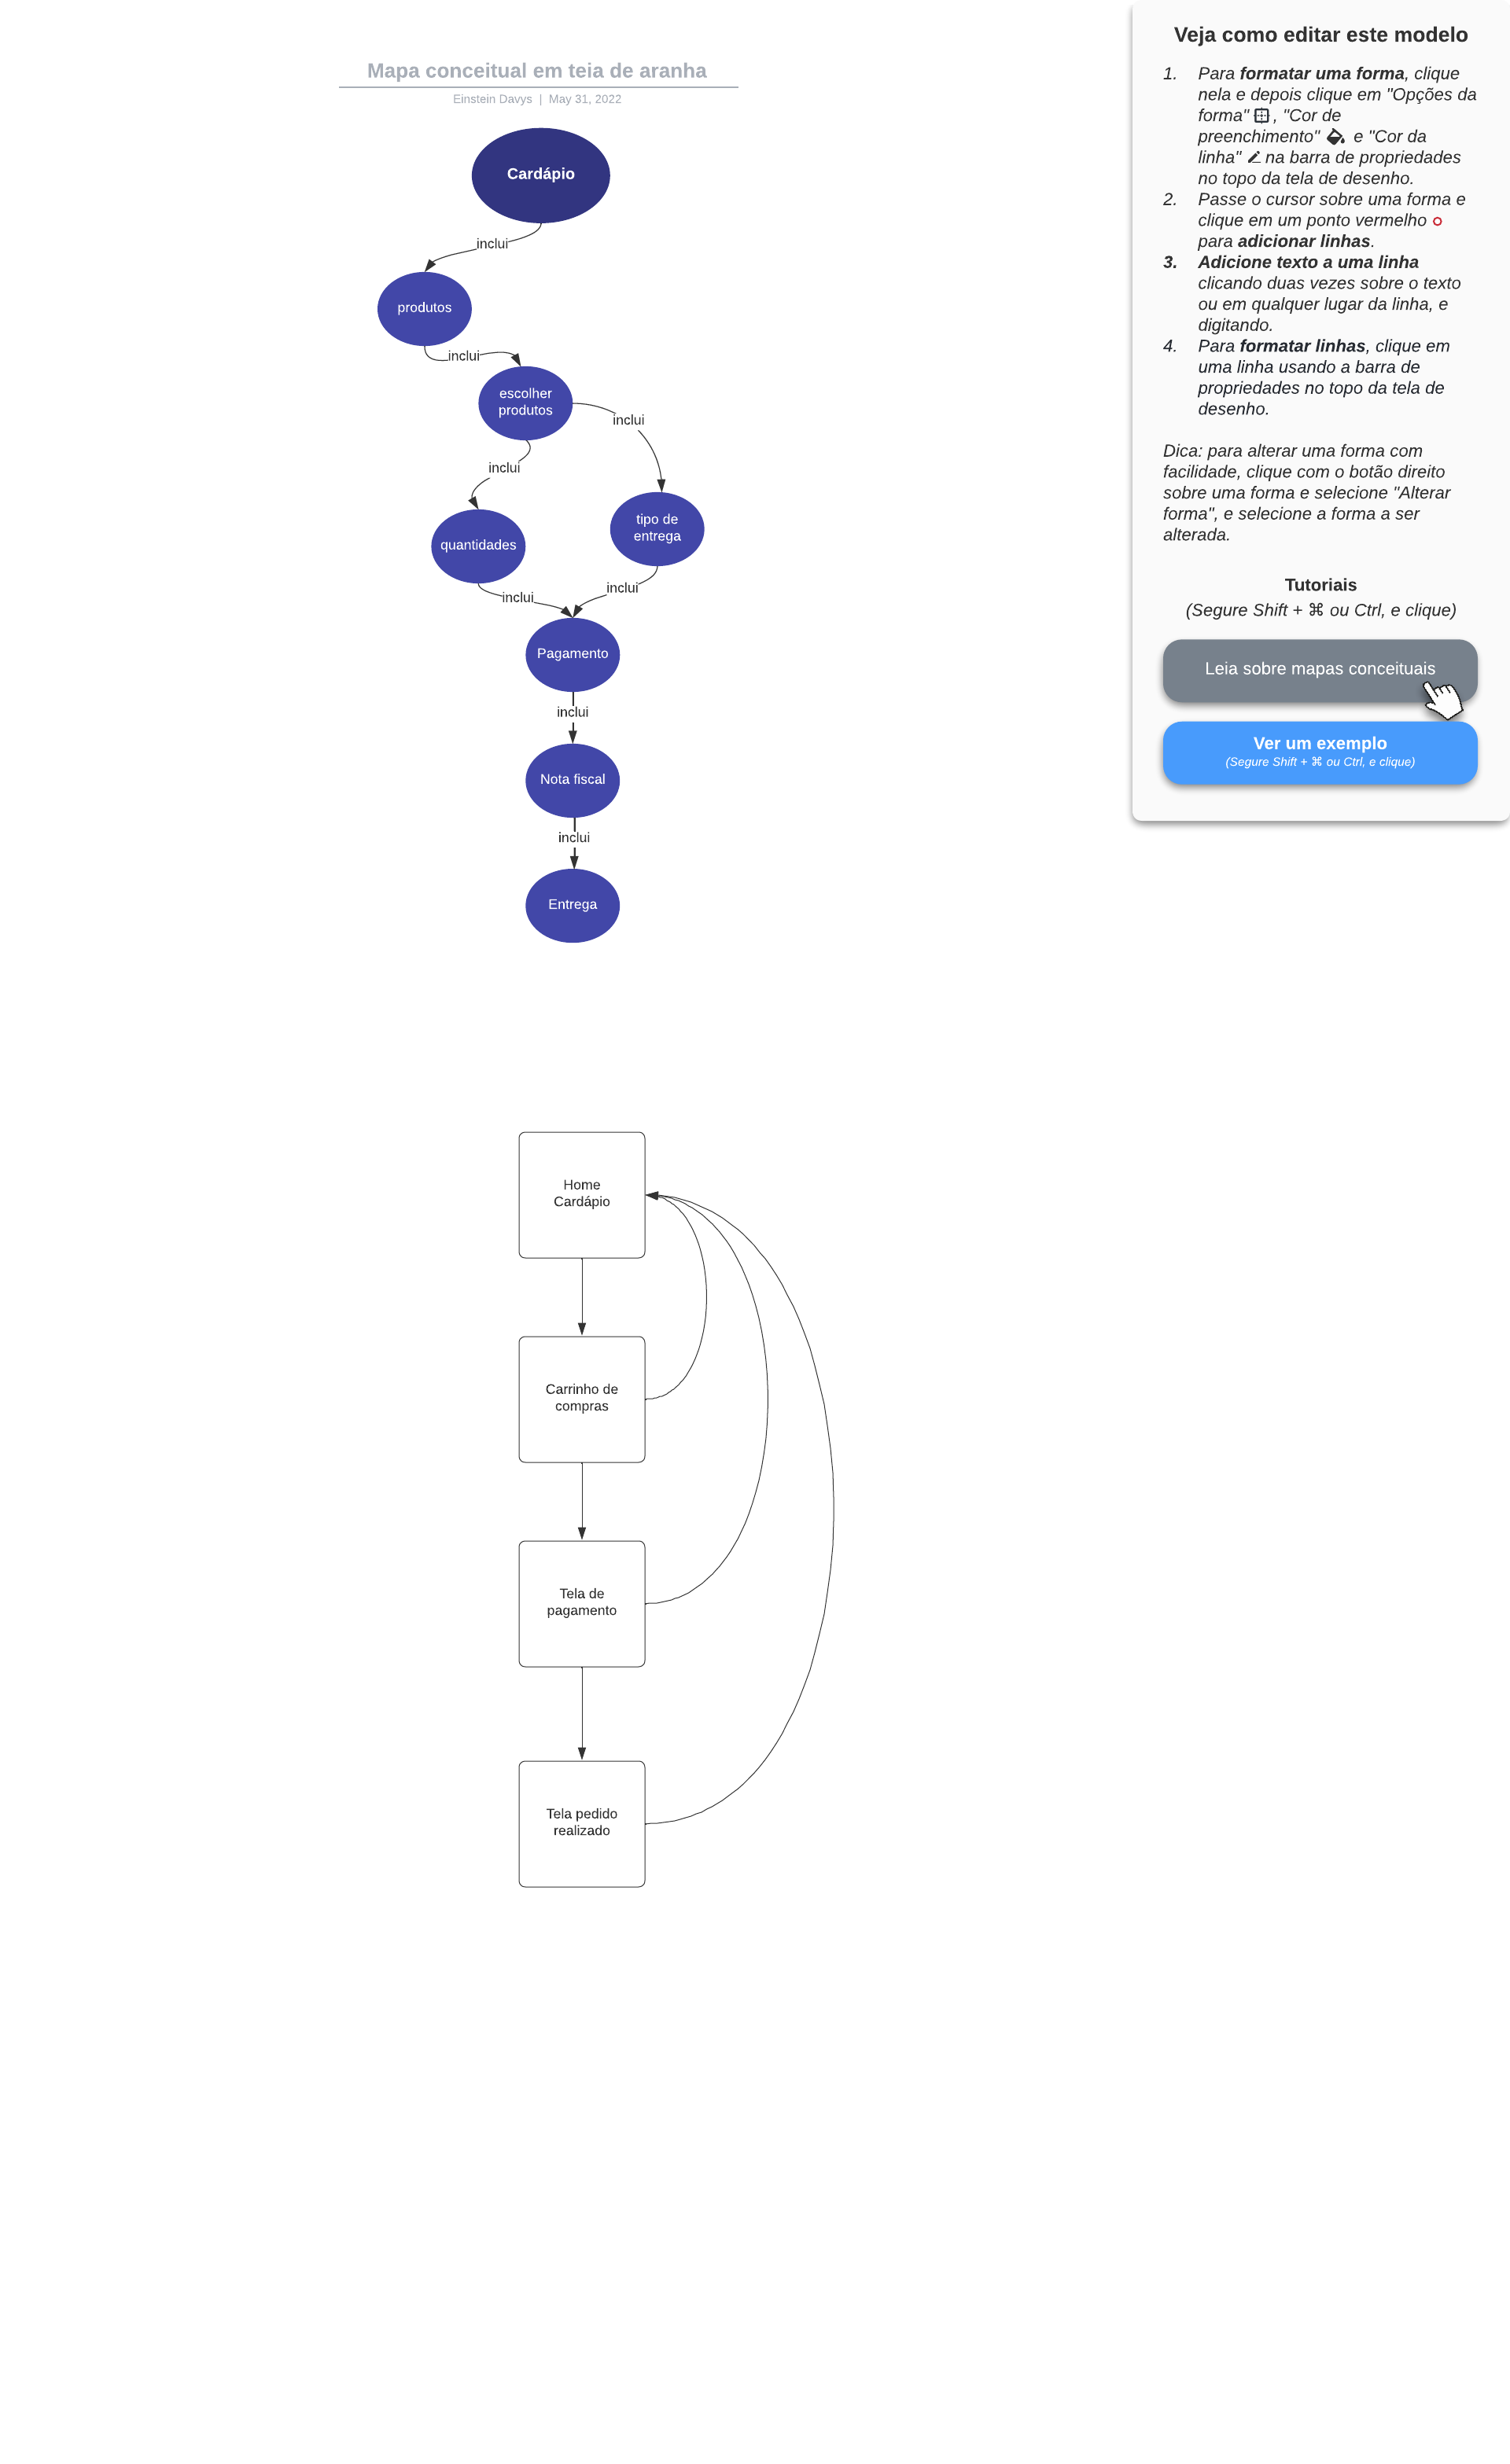 Mapa conceitual em teia de aranha
Einstein Davys | May 31, 2022
Cardápio
inclui
produtos
inclui
escolher
produtos
inclui
inclui
quantidades
tipo de
entrega
inclui
inclui
Pagamento
inclui
Nota fiscal
inclui
Entrega
Home
Cardápio
Carrinho de
compras
Tela de
pagamento
Tela pedido
realizado
Veja como editar este modelo
1. Para formatar uma forma, clique
nela e depois clique em "Opções da
forma" , "Cor de
preenchimento" e "Cor da
linha" na barra de propriedades
no topo da tela de desenho.
2. Passe o cursor sobre uma forma e
clique em um ponto vermelho
para adicionar linhas.
3. Adicione texto a uma linha
clicando duas vezes sobre o texto
ou em qualquer lugar da linha, e
digitando.
4. Para formatar linhas, clique em
uma linha usando a barra de
propriedades no topo da tela de
desenho.
Dica: para alterar uma forma com
facilidade, clique com o botão direito
sobre uma forma e selecione "Alterar
forma", e selecione a forma a ser
alterada.
Tutoriais
(Segure Shift + ⌘ ou Ctrl, e clique)
Leia sobre mapas conceituais
Ver um exemplo
(Segure Shift + ⌘ ou Ctrl, e clique)